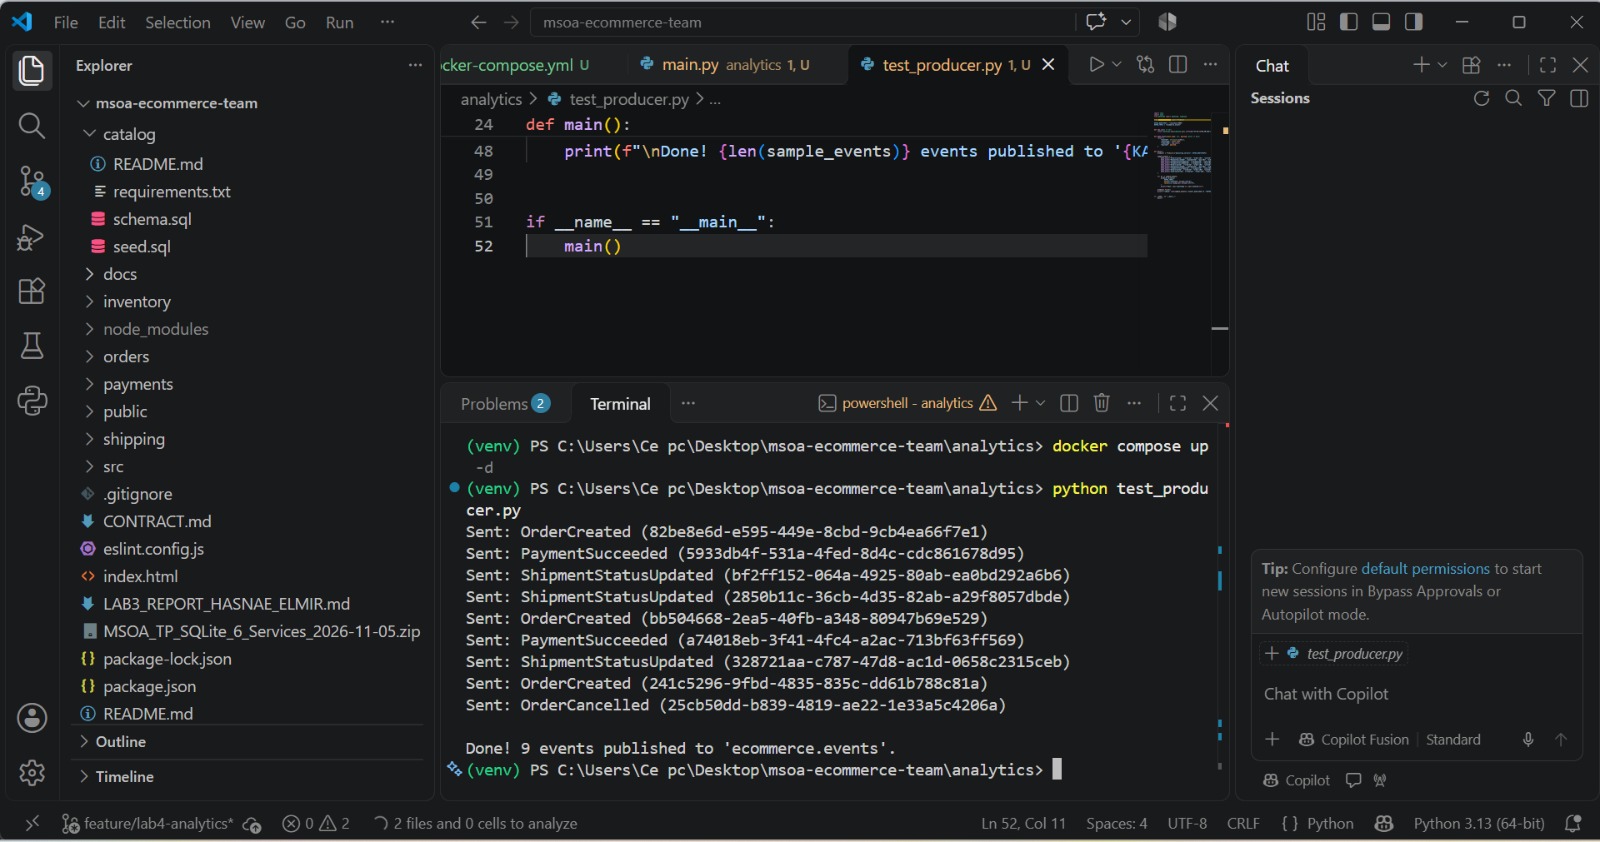 File Edit Selection View Go Run ··· msoa-ecommerce-team
Explorer ···
msoa-ecommerce-team
catalog
README.md
requirements.txt
schema.sql
seed.sql
docs
inventory
node_modules
orders
payments
public
shipping
src
.gitignore
CONTRACT.md
eslint.config.js
index.html
LAB3_REPORT_HASNAE_ELMIR.md
MSOA_TP_SQLite_6_Services_2026-11-05.zip
package-lock.json
package.json
README.md
Outline
Timeline
4
ocker-compose.yml U main.py analytics 1, U test_producer.py 1, U
analytics > test_producer.py > ...
24 def main():
48 print(f"\nDone! {len(sample_events)} events published to '{KA
49
50
51 if __name__ == "__main__":
52 main()
Problems 2 Terminal ··· powershell - analytics
(venv) PS C:\Users\Ce pc\Desktop\msoa-ecommerce-team\analytics> docker compose up
-d
(venv) PS C:\Users\Ce pc\Desktop\msoa-ecommerce-team\analytics> python test_produ
cer.py
Sent: OrderCreated (82be8e6d-e595-449e-8cbd-9cb4ea66f7e1)
Sent: PaymentSucceeded (5933db4f-531a-4fed-8d4c-cdc861678d95)
Sent: ShipmentStatusUpdated (bf2ff152-064a-4925-80ab-ea0bd292a6b6)
Sent: ShipmentStatusUpdated (2850b11c-36cb-4d35-82ab-a29f8057dbde)
Sent: OrderCreated (bb504668-2ea5-40fb-a348-80947b69e529)
Sent: PaymentSucceeded (a74018eb-3f41-4fc4-a2ac-713bf63ff569)
Sent: ShipmentStatusUpdated (328721aa-c787-47d8-ac1d-0658c2315ceb)
Sent: OrderCreated (241c5296-9fbd-4835-835c-dd61b788c81a)
Sent: OrderCancelled (25cb50dd-b839-4819-ae22-1e33a5c4206a)
Done! 9 events published to 'ecommerce.events'.
(venv) PS C:\Users\Ce pc\Desktop\msoa-ecommerce-team\analytics>
Chat
Sessions
Tip: Configure default permissions to start
new sessions in Bypass Approvals or
Autopilot mode.
test_producer.py
Chat with Copilot
Copilot Fusion Standard
Copilot
feature/lab4-analytics* 0 2 2 files and 0 cells to analyze Ln 52, Col 11 Spaces: 4 UTF-8 CRLF { } Python Python 3.13 (64-bit)